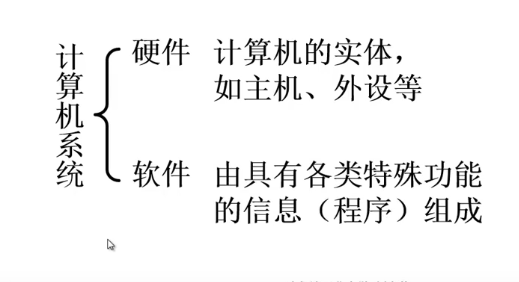 计算机系统
硬件 计算机的实体，
如主机、外设等
软件 由具有各类特殊功能
的信息（程序）组成